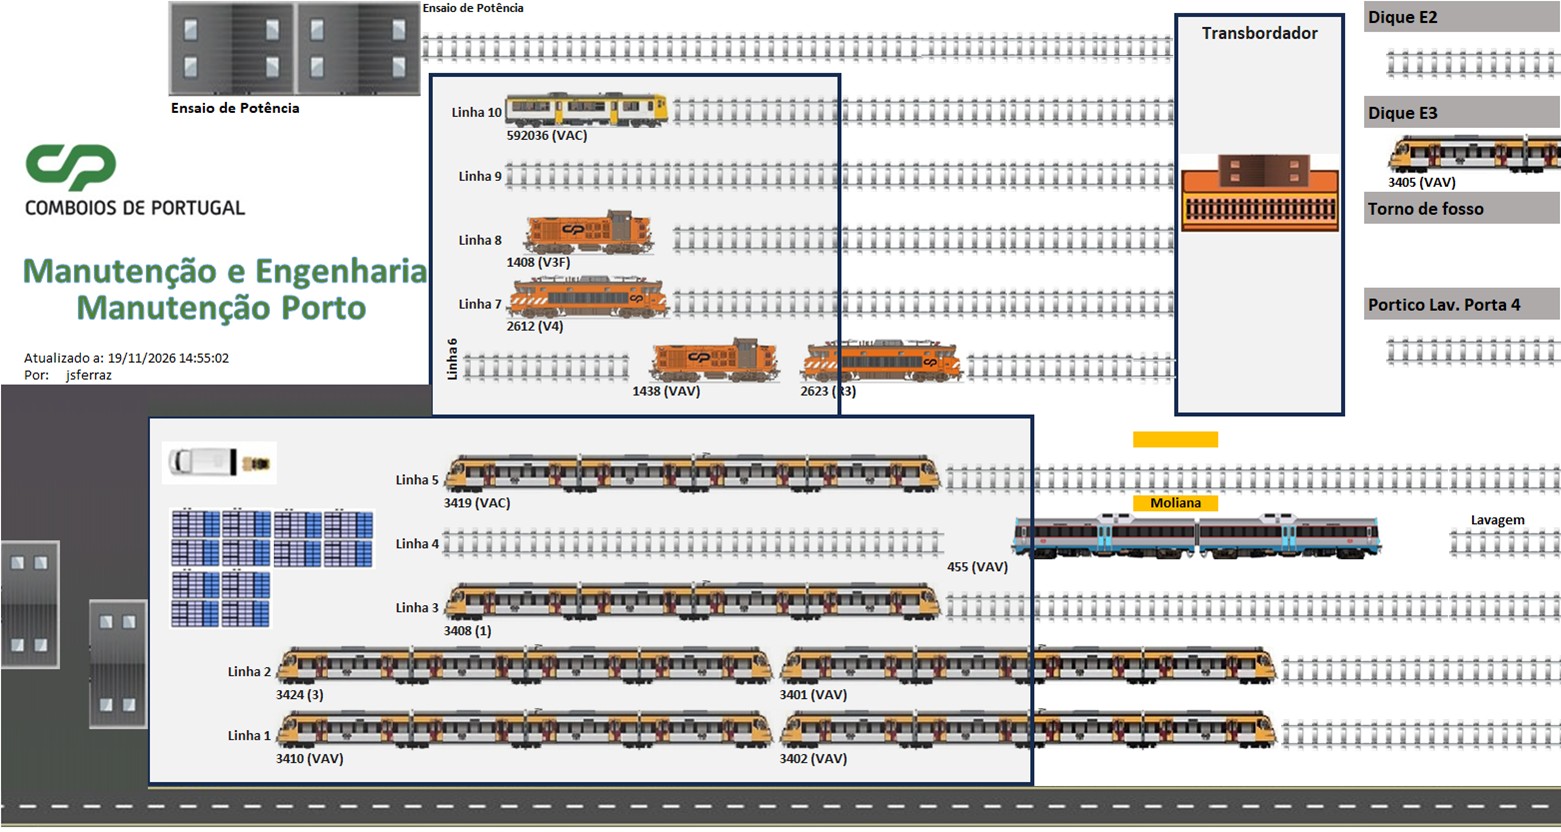 Ensaio de Potência
Ensaio de Potência
Transbordador
Dique E2
Dique E3
3405 (VAV)
Torno de fosso
Portico Lav. Porta 4
Linha 10
592036 (VAC)
Linha 9
Linha 8
1408 (V3F)
Linha 7
2612 (V4)
Linha 6
1438 (VAV)
2623 (R3)
CP
COMBOIOS DE PORTUGAL
Manutenção e Engenharia
Manutenção Porto
Atualizado a: 19/11/2026 14:55:02
Por: jsferraz
Linha 5
3419 (VAC)
Moliana
Lavagem
Linha 4
455 (VAV)
Linha 3
3408 (1)
Linha 2
3424 (3)
3401 (VAV)
Linha 1
3410 (VAV)
3402 (VAV)